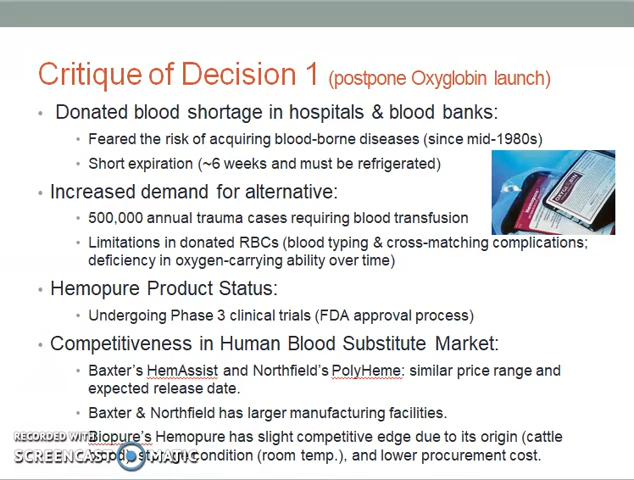 Critique of Decision 1 (postpone Oxyglobin launch)
• Donated blood shortage in hospitals & blood banks:
• Feared the risk of acquiring blood-borne diseases (since mid-1980s)
• Short expiration (~6 weeks and must be refrigerated)
• Increased demand for alternative:
• 500,000 annual trauma cases requiring blood transfusion
• Limitations in donated RBCs (blood typing & cross-matching complications;
deficiency in oxygen-carrying ability over time)
• Hemopure Product Status:
• Undergoing Phase 3 clinical trials (FDA approval process)
• Competitiveness in Human Blood Substitute Market:
• Baxter's HemAssist and Northfield's PolyHeme: similar price range and
expected release date.
• Baxter & Northfield has larger manufacturing facilities.
Biopure's Hemopure has slight competitive edge due to its origin (cattle
condition (room temp.), and lower procurement cost.
RECORDED WITH
SCREENCAST MATIC